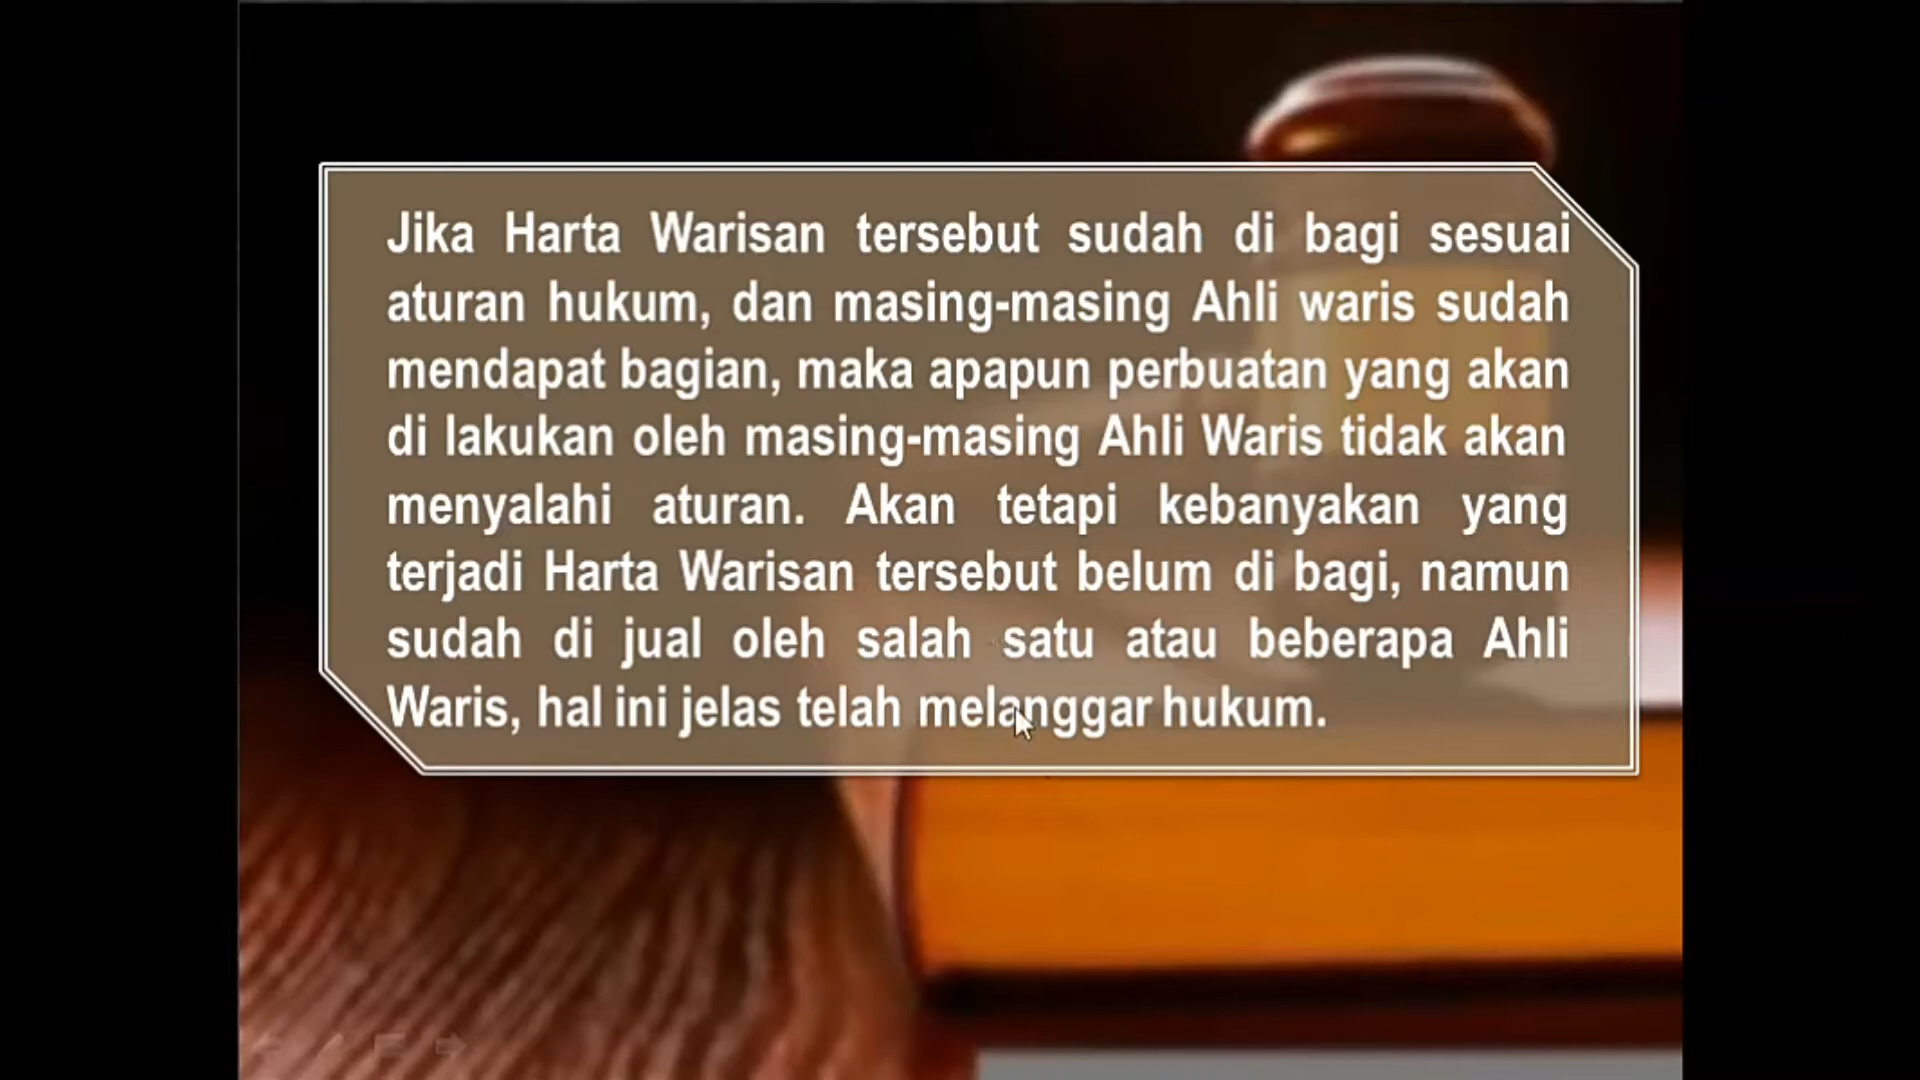 Jika Harta Warisan tersebut sudah di bagi sesuai
aturan hukum, dan masing-masing Ahli waris sudah
mendapat bagian, maka apapun perbuatan yang akan
di lakukan oleh masing-masing Ahli Waris tidak akan
menyalahi aturan. Akan tetapi kebanyakan yang
terjadi Harta Warisan tersebut belum di bagi, namun
sudah di jual oleh salah satu atau beberapa Ahli
Waris, hal ini jelas telah melanggar hukum.